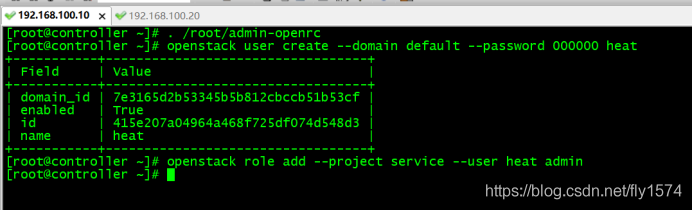 192.168.100.10 × 192.168.100.20
[root@controller ~]# . /root/admin-openrc
[root@controller ~]# openstack user create --domain default --password 000000 heat
+-----------+----------------------------------+
| Field     | Value                            |
+-----------+----------------------------------+
| domain_id | 7e3165d2b53345b5b812cbccb51b53cf |
| enabled   | True                             |
| id        | 415e207a04964a468f725df074d548d3 |
| name      | heat                             |
+-----------+----------------------------------+
[root@controller ~]# openstack role add --project service --user heat admin
[root@controller ~]#
https://blog.csdn.net/fly1574